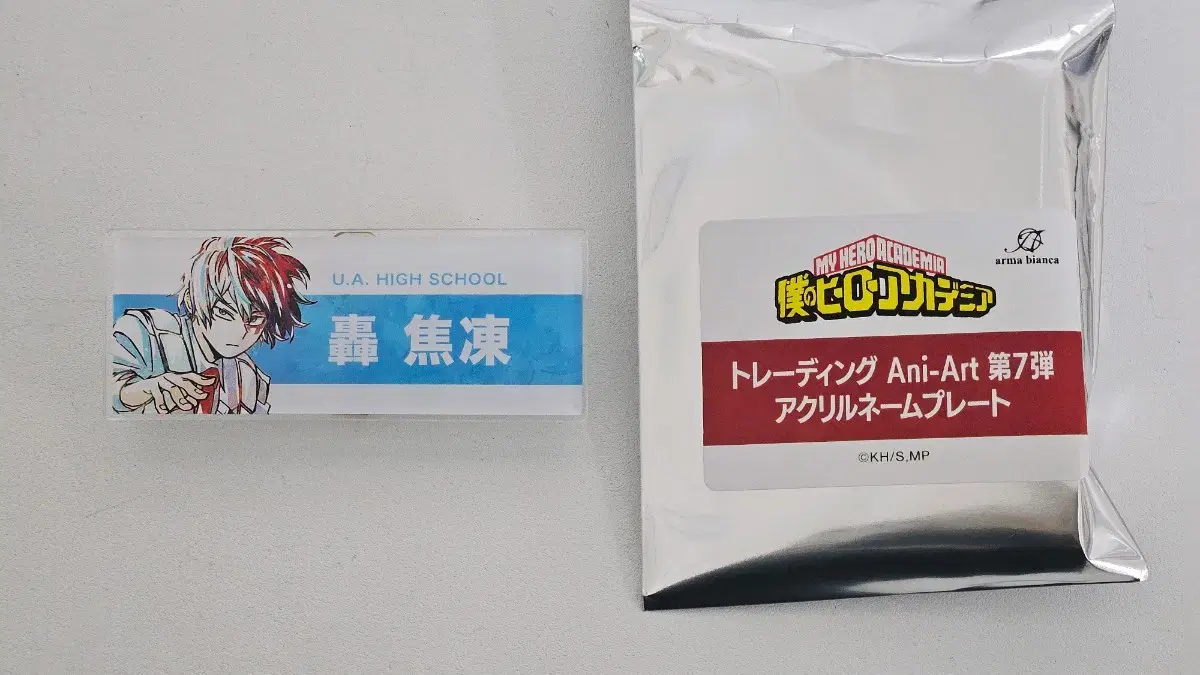 U.A. HIGH SCHOOL
轟 焦凍
MY HERO ACADEMIA
僕のヒーローアカデミア
arma bianca
トレーディング Ani-Art 第7弾
アクリルネームプレート
©KH/S,MP